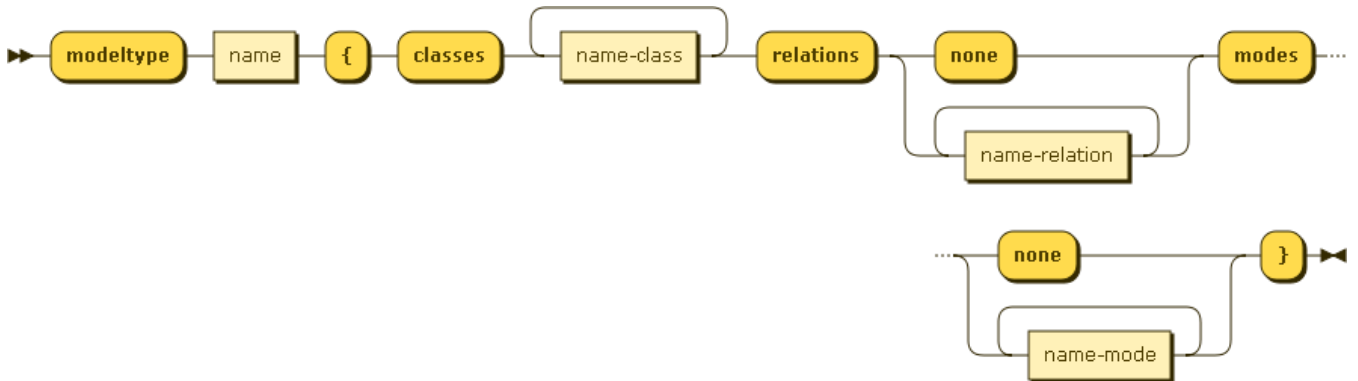 modeltype name { classes name-class relations none modes
name-relation
none }
name-mode